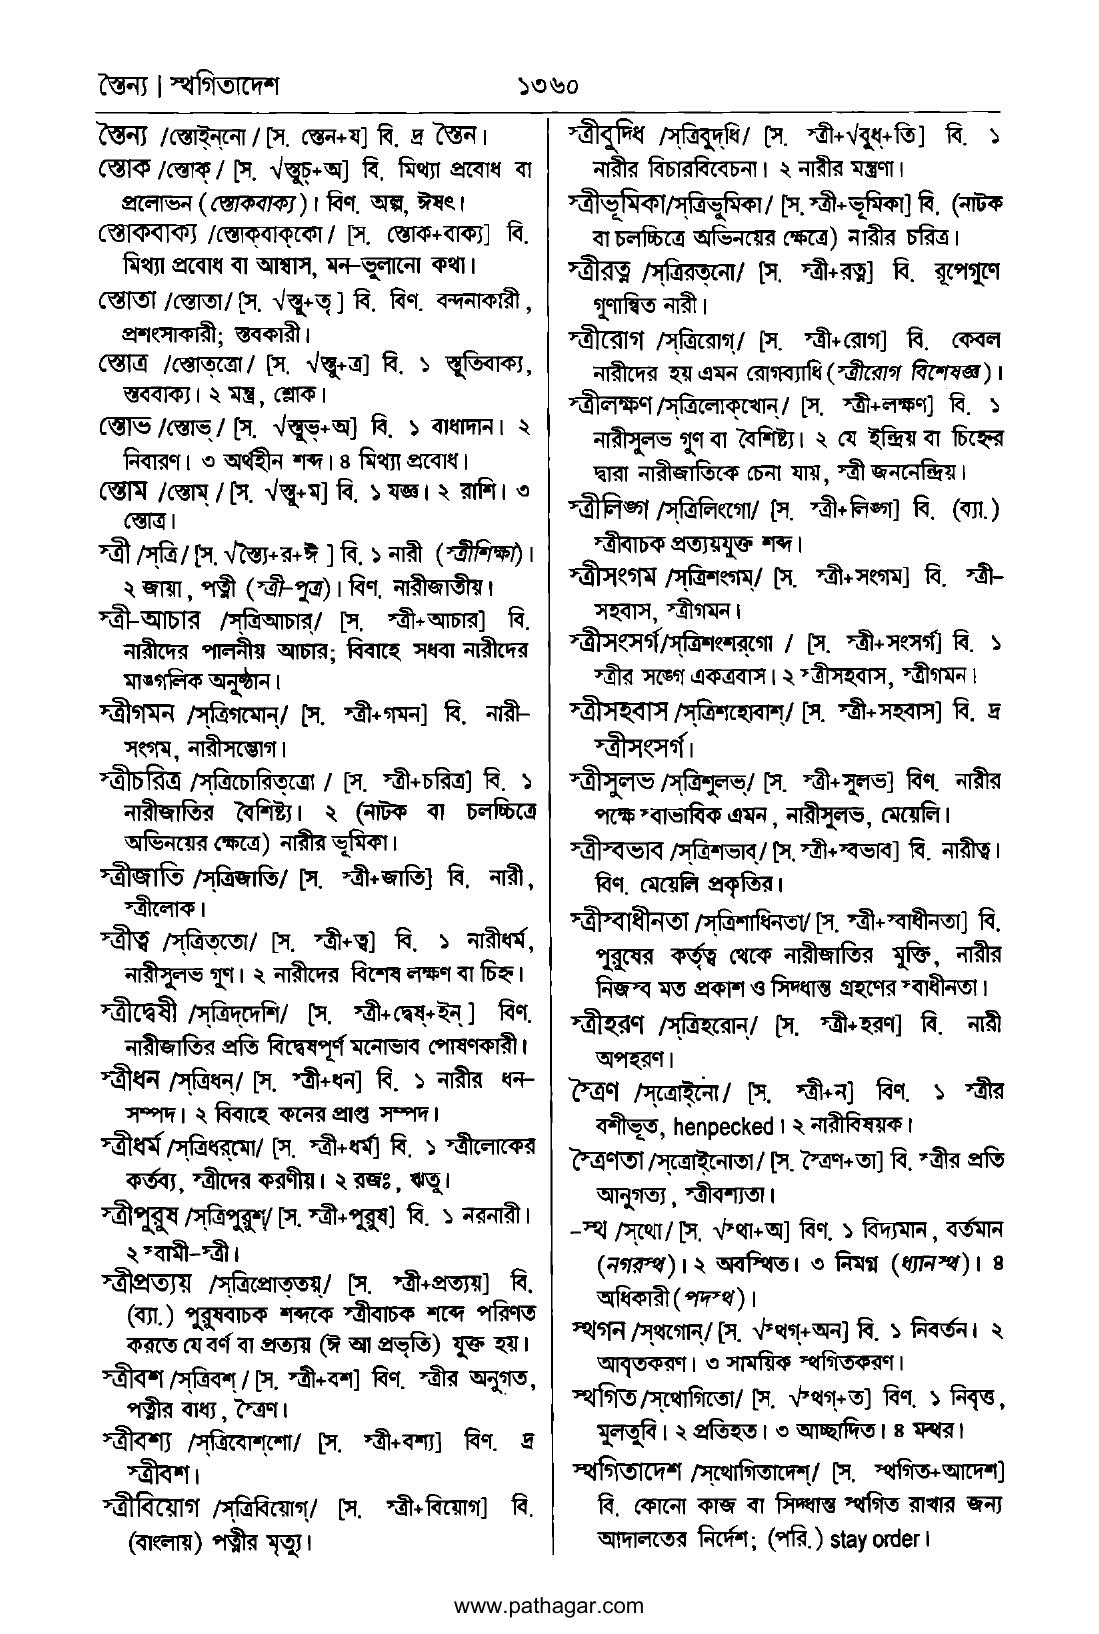 স্তৈন্য | স্থগিতাদেশ
১৩৬০
স্তৈন্য /স্তোইন্‌নো / [স. স্তেন+য] বি. দ্র স্তৈন।
স্তোক /স্তোক্‌ / [স. √স্তুচ্‌+অ] বি. মিথ্যা প্রবোধ বা
প্রলোভন (স্তোকবাক্য)। বিণ. অল্প, ঈষৎ।
স্তোকবাক্য /স্তোক্‌বাক্‌কো / [স. স্তোক+বাক্য] বি.
মিথ্যা প্রবোধ বা আশ্বাস, মন-ভুলানো কথা।
স্তোতা /স্তোতা/ [স. √স্তু+তৃ ] বি. বিণ. বন্দনাকারী,
প্রশংসাকারী; স্তবকারী।
স্তোত্র /স্তোত্‌ত্রো / [স. √স্তু+ত্র] বি. ১ স্তুতিবাক্য,
স্তববাক্য। ২ মন্ত্র, শ্লোক।
স্তোভ /স্তোভ্‌ / [স. √স্তুভ্‌+অ] বি. ১ বাধাদান। ২
নিবারণ। ৩ অর্থহীন শব্দ। ৪ মিথ্যা প্রবোধ।
স্তোম /স্তোম্‌ / [স. √স্তু+ম] বি. ১ যজ্ঞ। ২ রাশি। ৩
স্তোত্র।
স্ত্রী /স্‌ত্রি/ [স. √স্ত্যৈ+র+ঈ ] বি. ১ নারী (স্ত্রীশিক্ষা)।
২ জায়া, পত্নী (স্ত্রী-পুত্র)। বিণ. নারীজাতীয়।
স্ত্রী-আচার /স্‌ত্রিআচার্‌/ [স. স্ত্রী+আচার] বি.
নারীদের পালনীয় আচার; বিবাহে সধবা নারীদের
মাঙ্গলিক অনুষ্ঠান।
স্ত্রীগমন /স্‌ত্রিগমোন্‌/ [স. স্ত্রী+গমন] বি. নারী-
সংগম, নারীসম্ভোগ।
স্ত্রীচরিত্র /স্‌ত্রিচোরিত্‌ত্রো / [স. স্ত্রী+চরিত্র] বি. ১
নারীজাতির বৈশিষ্ট্য। ২ (নাটক বা চলচ্চিত্রে
অভিনয়ের ক্ষেত্রে) নারীর ভূমিকা।
স্ত্রীজাতি /স্‌ত্রিজাতি/ [স. স্ত্রী+জাতি] বি. নারী,
স্ত্রীলোক।
স্ত্রীত্ব /স্‌ত্রিত্‌তো/ [স. স্ত্রী+ত্ব] বি. ১ নারীধর্ম,
নারীসুলভ গুণ। ২ নারীদের বিশেষ লক্ষণ বা চিহ্ন।
স্ত্রীদ্বেষী /স্‌ত্রিদ্‌দেশি/ [স. স্ত্রী+দ্বেষ্‌+ইন্‌ ] বিণ.
নারীজাতির প্রতি বিদ্বেষপূর্ণ মনোভাব পোষণকারী।
স্ত্রীধন /স্‌ত্রিধন্‌/ [স. স্ত্রী+ধন] বি. ১ নারীর ধন-
সম্পদ। ২ বিবাহে কনের প্রাপ্ত সম্পদ।
স্ত্রীধর্ম /স্‌ত্রিধর্‌মো/ [স. স্ত্রী+ধর্ম] বি. ১ স্ত্রীলোকের
কর্তব্য, স্ত্রীদের করণীয়। ২ রজঃ, ঋতু।
স্ত্রীপুরুষ /স্‌ত্রিপুরুশ্‌/ [স. স্ত্রী+পুরুষ] বি. ১ নরনারী।
২ স্বামী-স্ত্রী।
স্ত্রীপ্রত্যয় /স্‌ত্রিপ্রোত্‌তয়্‌/ [স. স্ত্রী+প্রত্যয়] বি.
(ব্যা.) পুরুষবাচক শব্দকে স্ত্রীবাচক শব্দে পরিণত
করতে যে বর্ণ বা প্রত্যয় (ঈ আ প্রভৃতি) যুক্ত হয়।
স্ত্রীবশ /স্‌ত্রিবশ্‌ / [স. স্ত্রী+বশ] বিণ. স্ত্রীর অনুগত,
পত্নীর বাধ্য, স্ত্রৈণ।
স্ত্রীবশ্য /স্‌ত্রিবোশ্‌শো/ [স. স্ত্রী+বশ্য] বিণ. দ্র
স্ত্রীবশ।
স্ত্রীবিয়োগ /স্‌ত্রিবিয়োগ্‌/ [স. স্ত্রী+বিয়োগ] বি.
(বাংলায়) পত্নীর মৃত্যু।
স্ত্রীবুদ্ধি /স্‌ত্রিবুদ্‌ধি/ [স. স্ত্রী+√বুধ্‌+তি] বি. ১
নারীর বিচারবিবেচনা। ২ নারীর মন্ত্রণা।
স্ত্রীভূমিকা/স্‌ত্রিভুমিকা/ [স. স্ত্রী+ভূমিকা] বি. (নাটক
বা চলচ্চিত্রে অভিনয়ের ক্ষেত্রে) নারীর চরিত্র।
স্ত্রীরত্ন /স্‌ত্রিরত্‌নো/ [স. স্ত্রী+রত্ন] বি. রূপেগুণে
গুণান্বিত নারী।
স্ত্রীরোগ /স্‌ত্রিরোগ্‌/ [স. স্ত্রী+রোগ] বি. কেবল
নারীদের হয় এমন রোগব্যাধি (স্ত্রীরোগ বিশেষজ্ঞ)।
স্ত্রীলক্ষণ /স্‌ত্রিলোক্‌খোন্‌/ [স. স্ত্রী+লক্ষণ] বি. ১
নারীসুলভ গুণ বা বৈশিষ্ট্য। ২ যে ইন্দ্রিয় বা চিহ্নের
দ্বারা নারীজাতিকে চেনা যায়, স্ত্রী জননেন্দ্রিয়।
স্ত্রীলিঙ্গ /স্‌ত্রিলিংগো/ [স. স্ত্রী+লিঙ্গ] বি. (ব্যা.)
স্ত্রীবাচক প্রত্যয়যুক্ত শব্দ।
স্ত্রীসংগম /স্‌ত্রিশংগম্‌/ [স. স্ত্রী+সংগম] বি. স্ত্রী-
সহবাস, স্ত্রীগমন।
স্ত্রীসংসর্গ/স্‌ত্রিশংশর্‌গো / [স. স্ত্রী+সংসর্গ] বি. ১
স্ত্রীর সঙ্গে একত্রবাস। ২ স্ত্রীসহবাস, স্ত্রীগমন।
স্ত্রীসহবাস /স্‌ত্রিশহোবাশ্‌/ [স. স্ত্রী+সহবাস] বি. দ্র
স্ত্রীসংসর্গ।
স্ত্রীসুলভ /স্‌ত্রিশুলভ্‌/ [স. স্ত্রী+সুলভ] বিণ. নারীর
পক্ষে স্বাভাবিক এমন, নারীসুলভ, মেয়েলি।
স্ত্রীস্বভাব /স্‌ত্রিশভাব্‌/ [স. স্ত্রী+স্বভাব] বি. নারীত্ব।
বিণ. মেয়েলি প্রকৃতির।
স্ত্রীস্বাধীনতা /স্‌ত্রিশাধিনতা/ [স. স্ত্রী+স্বাধীনতা] বি.
পুরুষের কর্তৃত্ব থেকে নারীজাতির মুক্তি, নারীর
নিজস্ব মত প্রকাশ ও সিদ্ধান্ত গ্রহণের স্বাধীনতা।
স্ত্রীহরণ /স্‌ত্রিহরোন্‌/ [স. স্ত্রী+হরণ] বি. নারী
অপহরণ।
স্ত্রৈণ /স্‌ত্রোইনো / [স. স্ত্রী+ন] বিণ. ১ স্ত্রীর
বশীভূত, henpecked। ২ নারীবিষয়ক।
স্ত্রৈণতা /স্‌ত্রোইনোতা / [স. স্ত্রৈণ+তা] বি. স্ত্রীর প্রতি
আনুগত্য, স্ত্রীবশ্যতা।
-স্থ /স্‌থো / [স. √স্থা+অ] বিণ. ১ বিদ্যমান, বর্তমান
(নগরস্থ)। ২ অবস্থিত। ৩ নিমগ্ন (ধ্যানস্থ)। ৪
অধিকারী (পদস্থ)।
স্থগন /স্‌থগোন্‌/ [স. √স্থগ্‌+অন] বি. ১ নিবর্তন। ২
আবৃতকরণ। ৩ সাময়িক স্থগিতকরণ।
স্থগিত /স্‌থোগিতো/ [স. √স্থগ্‌+ত] বিণ. ১ নিবৃত্ত,
মুলতুবি। ২ প্রতিহত। ৩ আচ্ছাদিত। ৪ মন্থর।
স্থগিতাদেশ /স্‌থোগিতাদেশ্‌/ [স. স্থগিত+আদেশ]
বি. কোনো কাজ বা সিদ্ধান্ত স্থগিত রাখার জন্য
আদালতের নির্দেশ; (পরি.) stay order।
www.pathagar.com